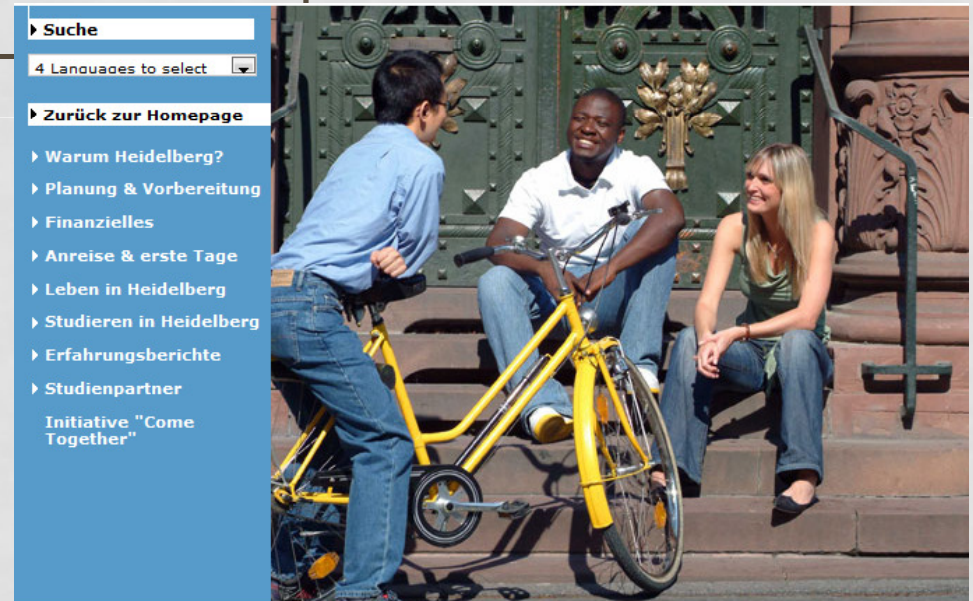 Suche
4 Languages to select
Zurück zur Homepage
Warum Heidelberg?
Planung & Vorbereitung
Finanzielles
Anreise & erste Tage
Leben in Heidelberg
Studieren in Heidelberg
Erfahrungsberichte
Studienpartner
Initiative "Come
Together"